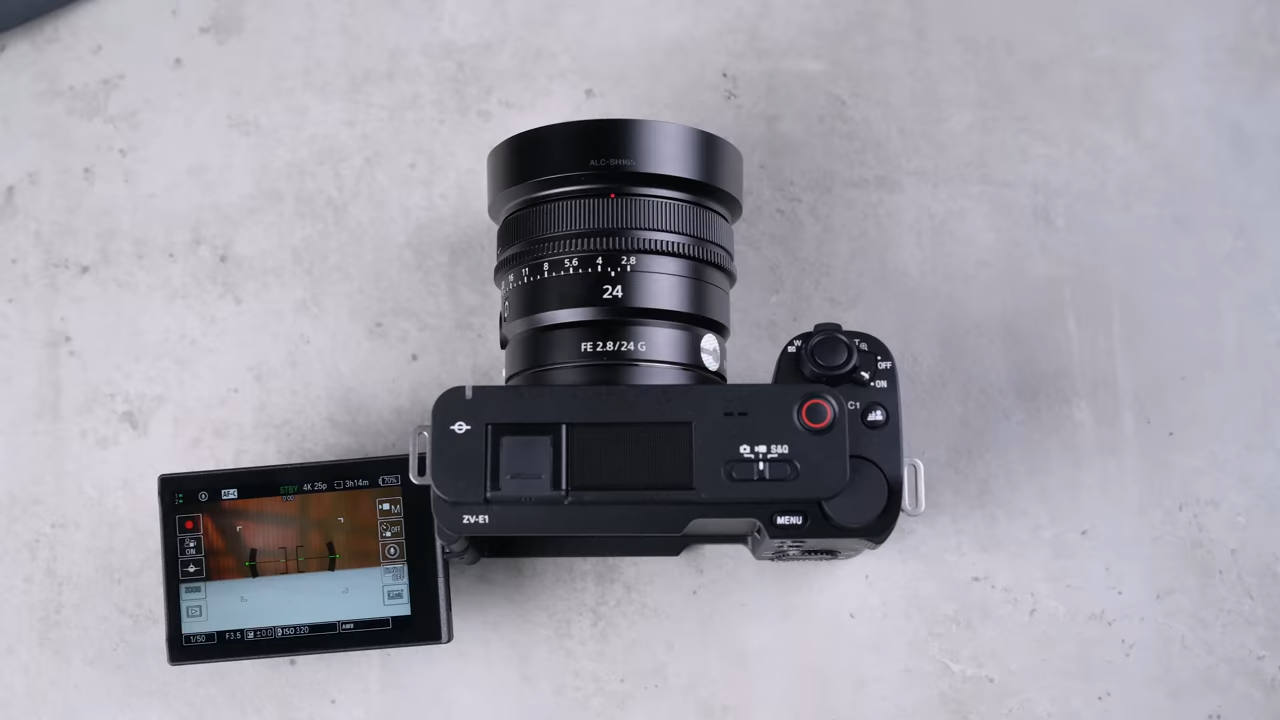 ALC-SH165
16 11 8 5.6 4 2.8
24
FE 2.8/24 G
W T
OFF
ON
C1
S&Q
ZV-E1
MENU
AF-C STBY 4K 25p 3h14m 70%
0:00
M
ON
OFF
1/50 F3.5 ±0.0 ISO 320 AWB